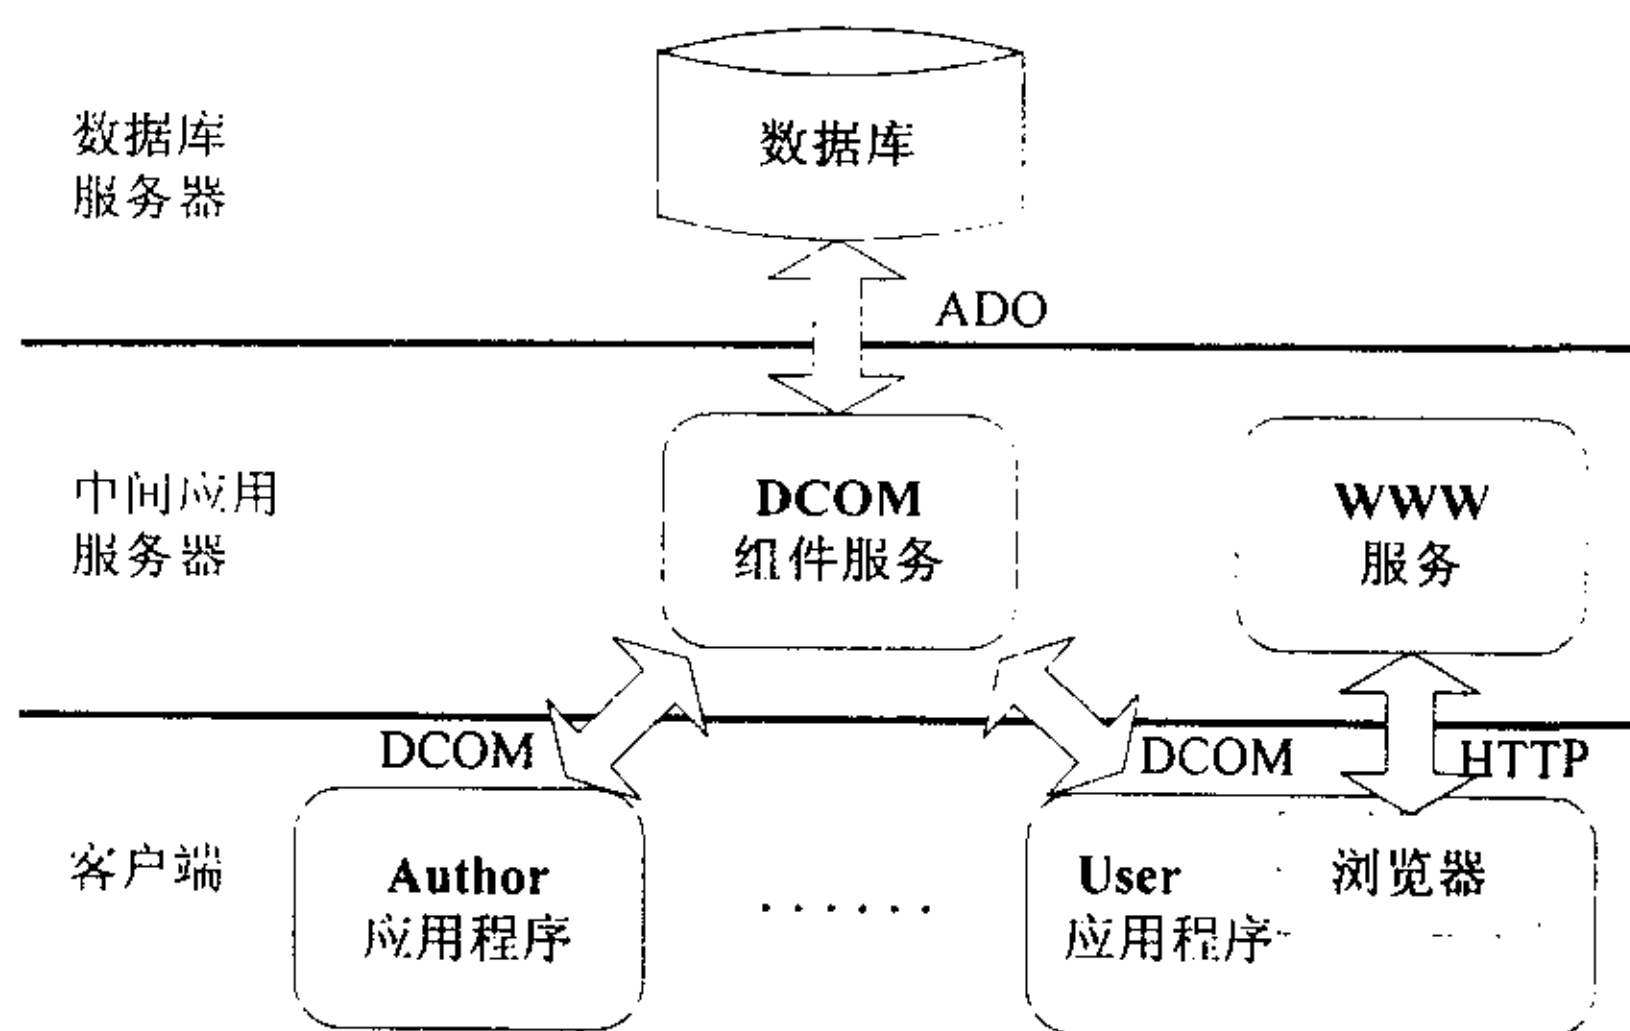 数据库
服务器
数据库
ADO
中间应用
服务器
DCOM
组件服务
WWW
服务
DCOM
DCOM
HTTP
客户端
Author
应用程序
......
User
应用程序
浏览器